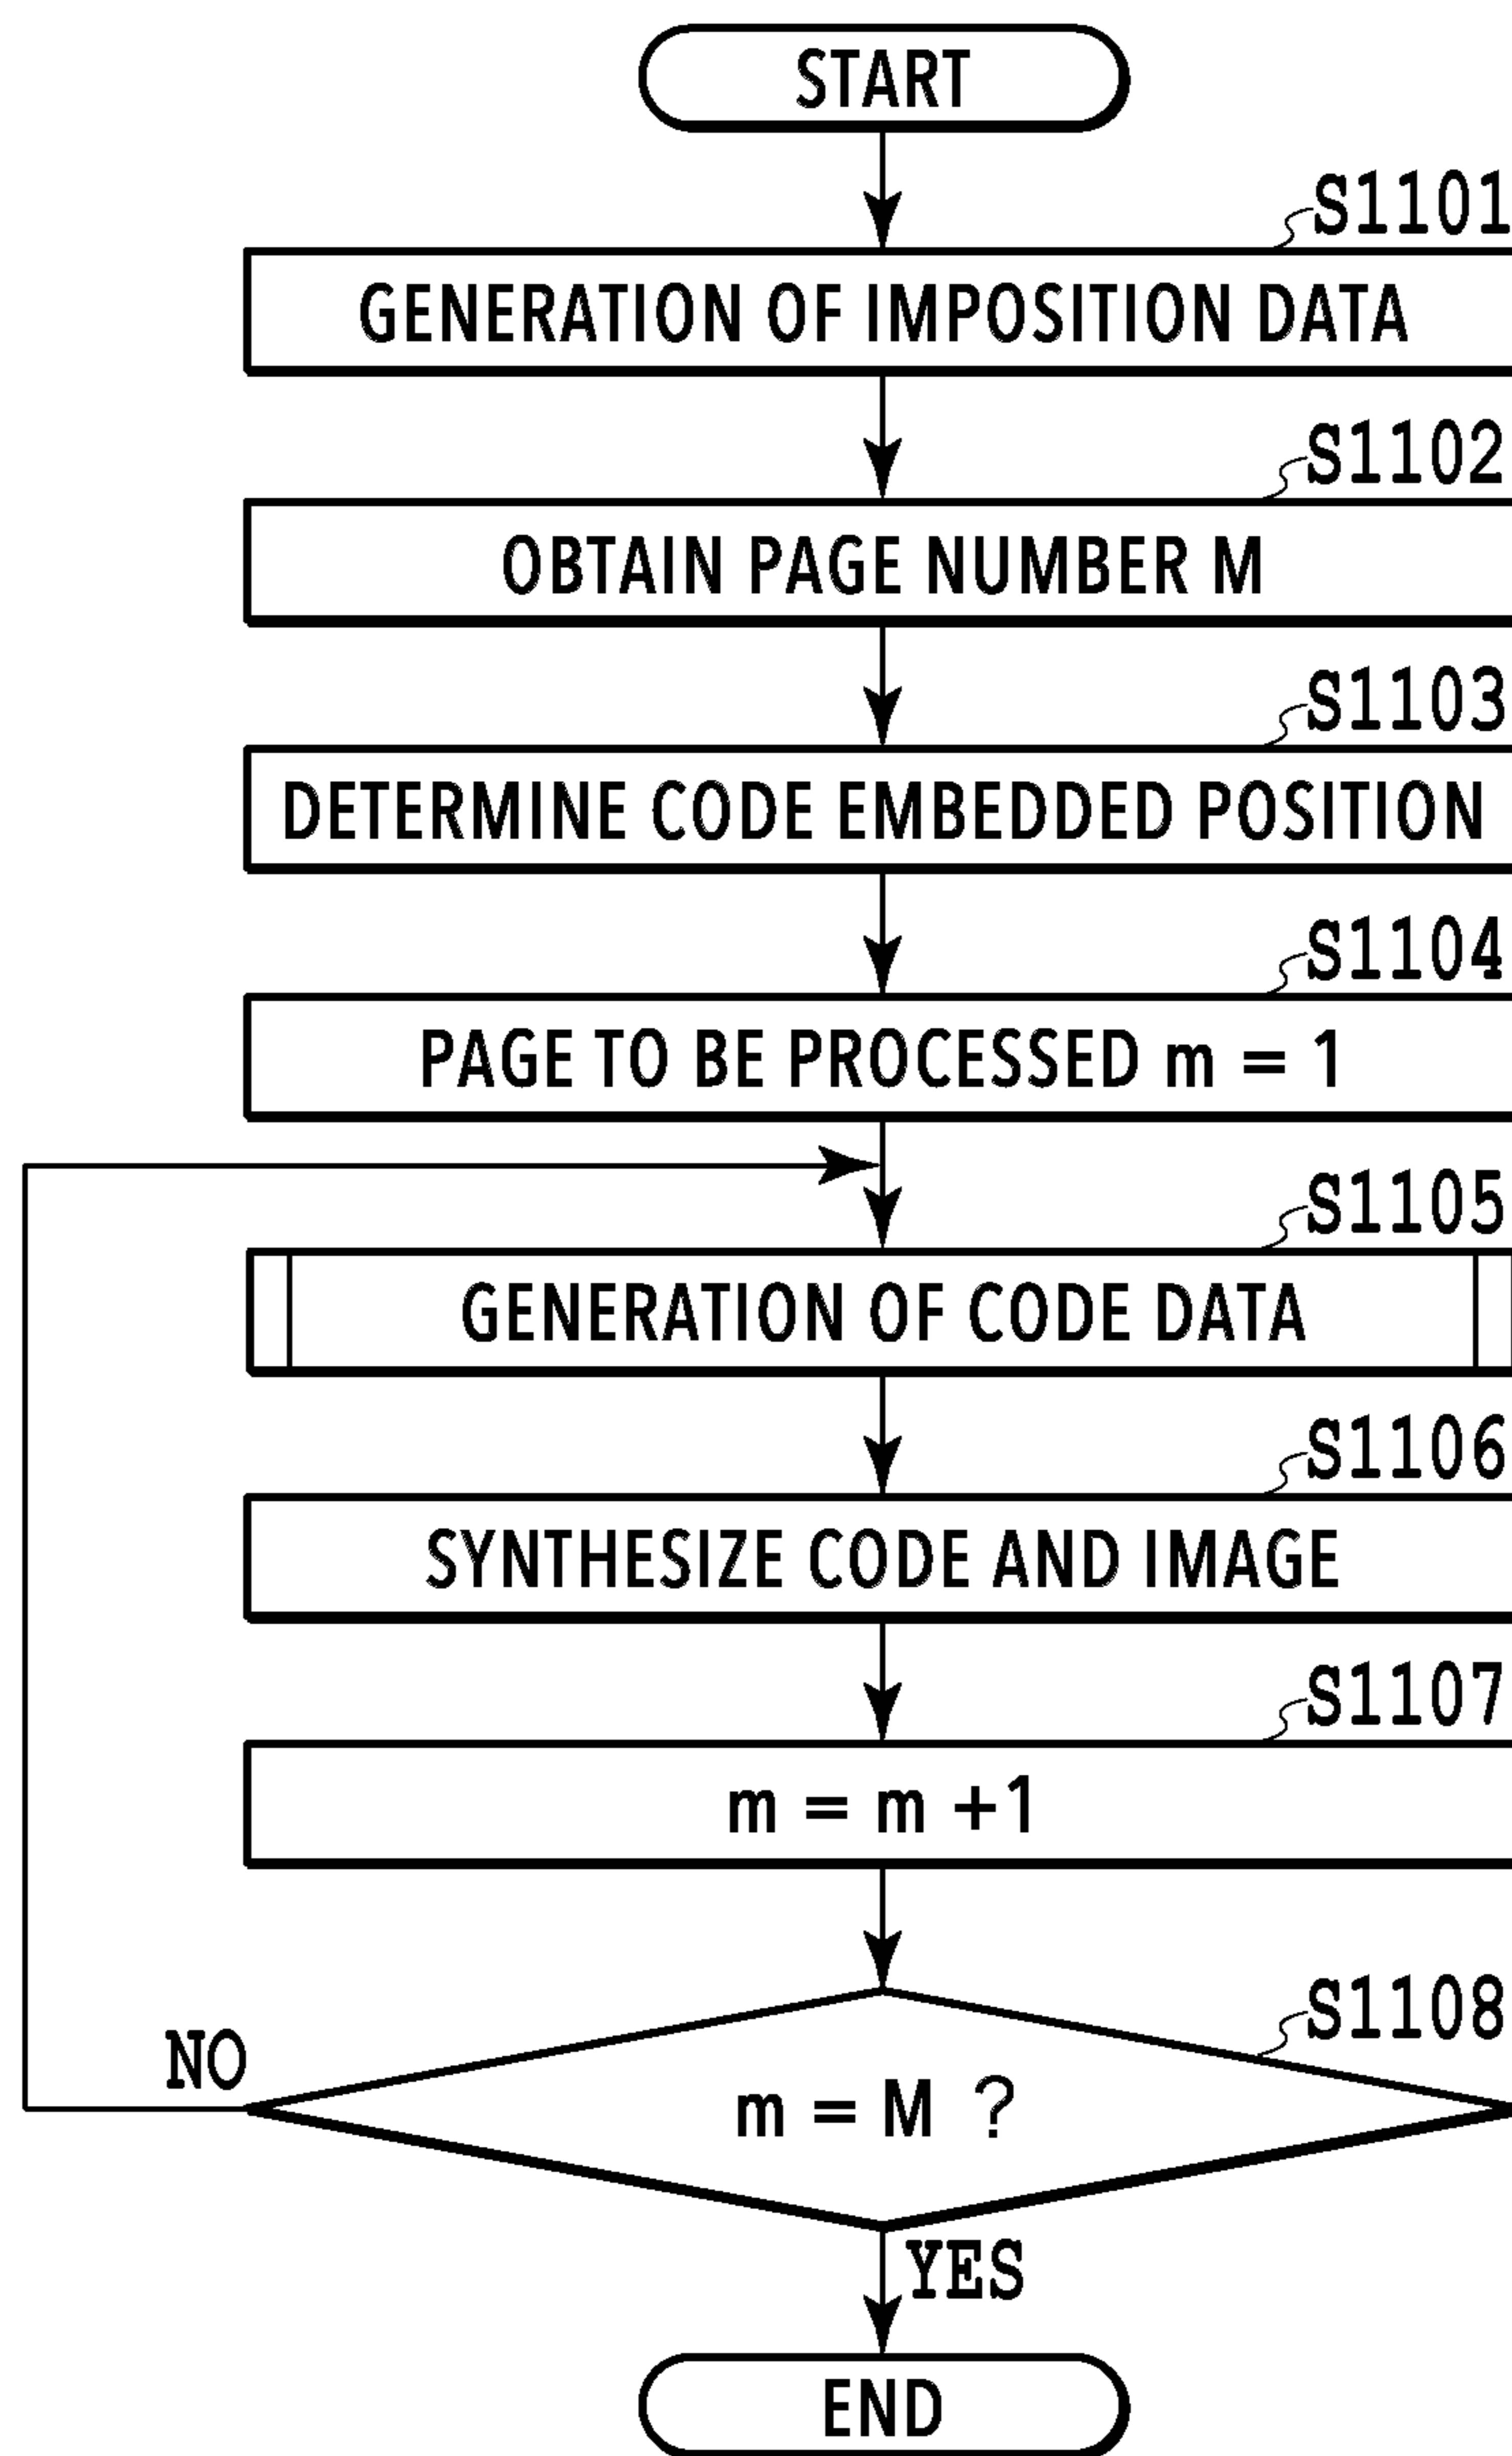 START
S1101
GENERATION OF IMPOSITION DATA
S1102
OBTAIN PAGE NUMBER M
S1103
DETERMINE CODE EMBEDDED POSITION
S1104
PAGE TO BE PROCESSED m = 1
S1105
GENERATION OF CODE DATA
S1106
SYNTHESIZE CODE AND IMAGE
S1107
m = m +1
S1108
NO
m = M ?
YES
END